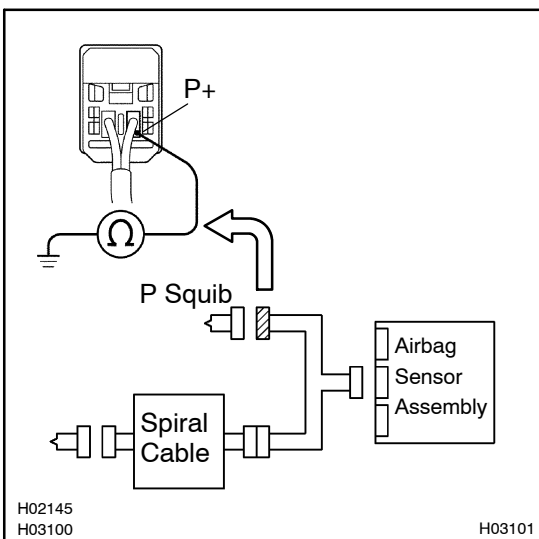 P+
Ω
P Squib
Airbag
Sensor
Assembly
Spiral
Cable
H02145
H03100
H03101